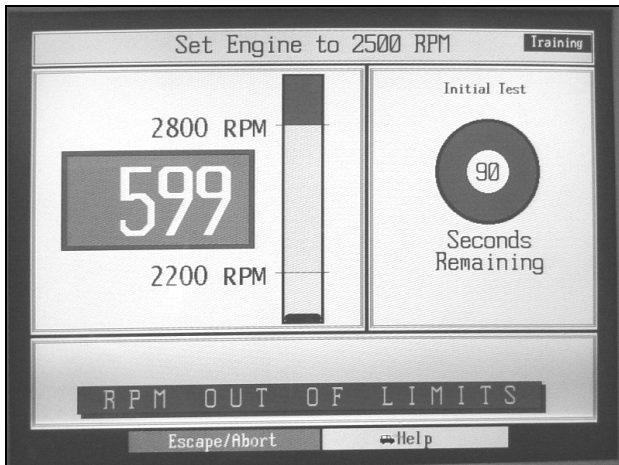 Set Engine to 2500 RPM
Training
2800 RPM
599
2200 RPM
Initial Test
90
Seconds
Remaining
RPM OUT OF LIMITS
Escape/Abort
Help